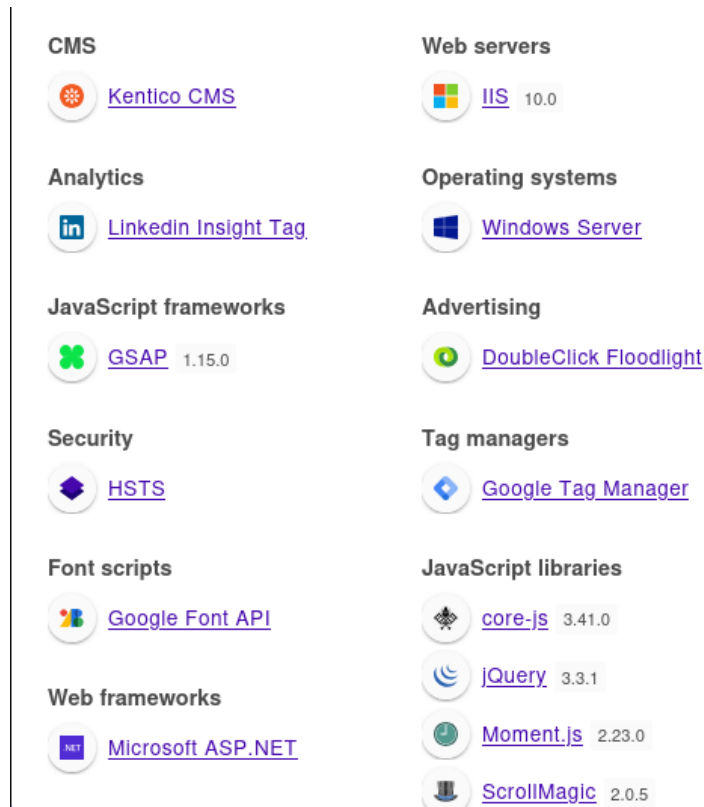 CMS
Kentico CMS
Analytics
in
Linkedin Insight Tag
JavaScript frameworks
GSAP 1.15.0
Security
HSTS
Font scripts
Google Font API
Web frameworks
.NET
Microsoft ASP.NET
Web servers
IIS 10.0
Operating systems
Windows Server
Advertising
DoubleClick Floodlight
Tag managers
Google Tag Manager
JavaScript libraries
core-js 3.41.0
jQuery 3.3.1
Moment.js 2.23.0
ScrollMagic 2.0.5